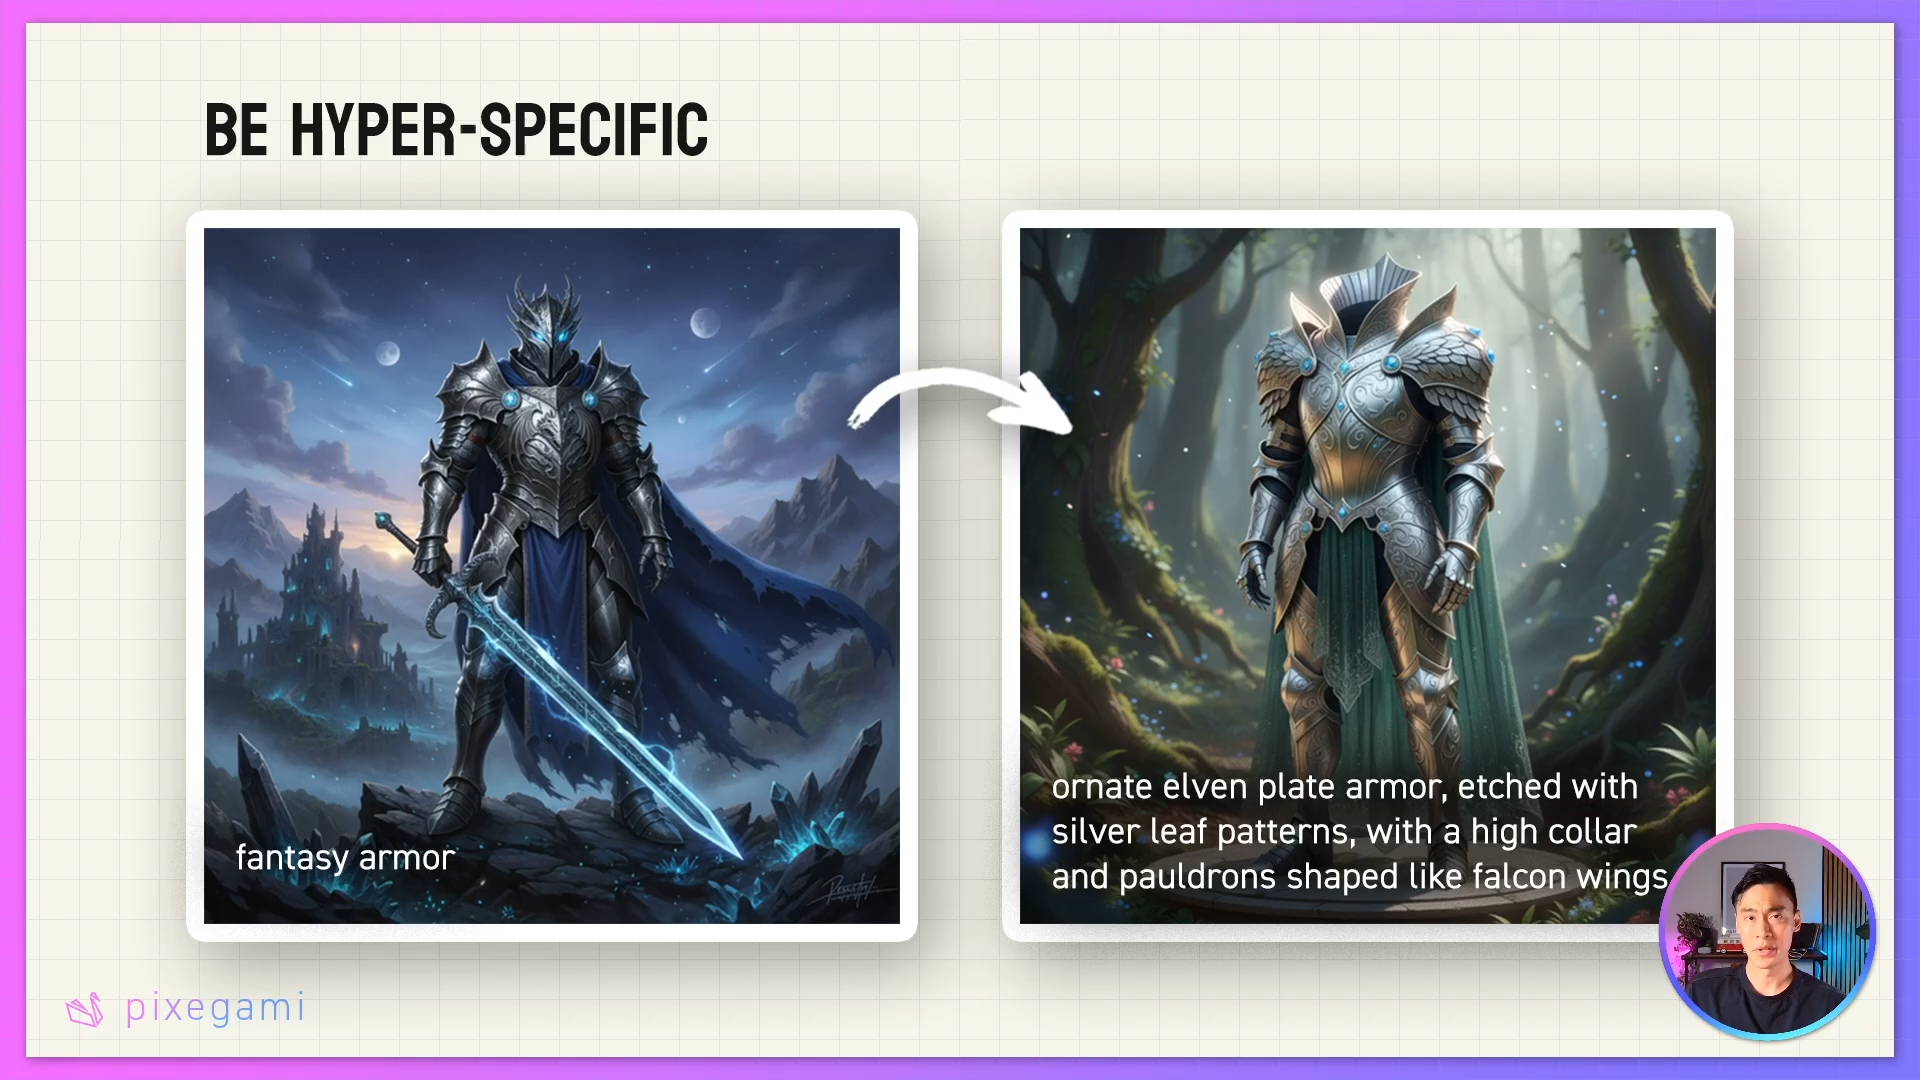 BE HYPER-SPECIFIC
fantasy armor
ornate elven plate armor, etched with
silver leaf patterns, with a high collar
and pauldrons shaped like falcon wings
pixegami